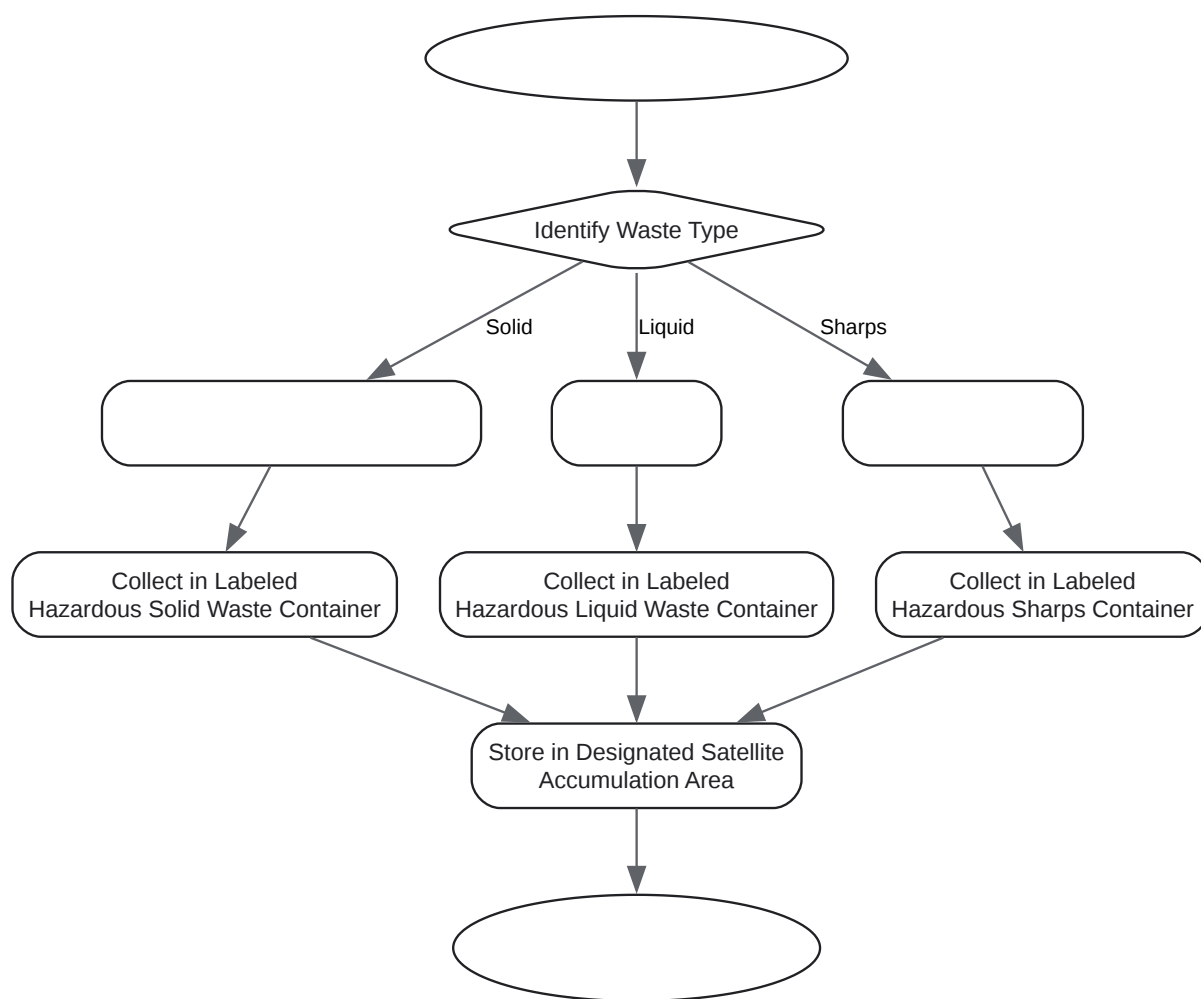 Identify Waste Type
Solid
Liquid
Sharps
Collect in Labeled
Hazardous Solid Waste Container
Collect in Labeled
Hazardous Liquid Waste Container
Collect in Labeled
Hazardous Sharps Container
Store in Designated Satellite
Accumulation Area